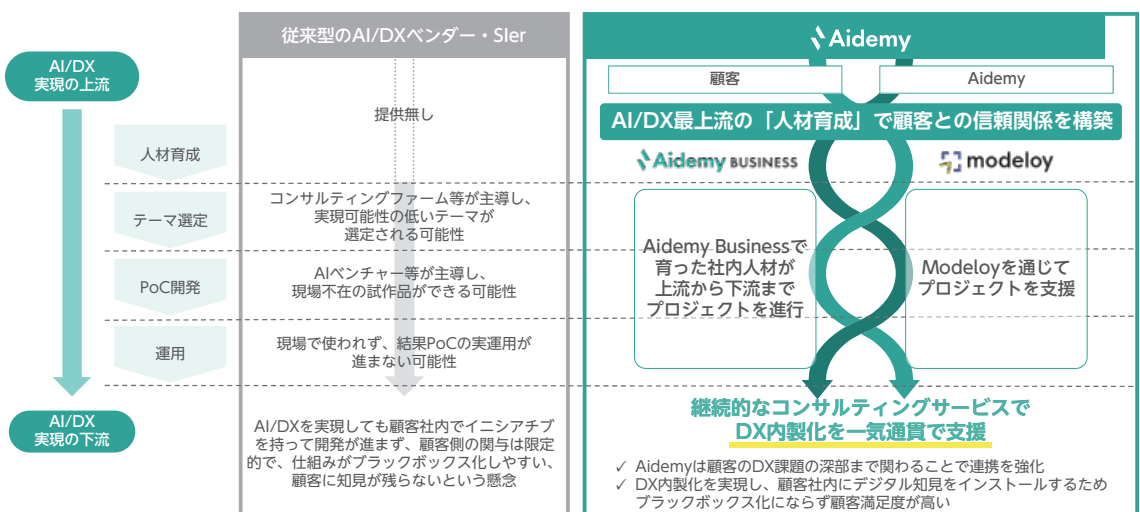 従来型のAI/DXベンダー・SIer
Aidemy
AI/DX
実現の上流
顧客
Aidemy
提供無し
AI/DX最上流の「人材育成」で顧客との信頼関係を構築
人材育成
Aidemy BUSINESS
modeloy
テーマ選定
コンサルティングファーム等が主導し、
実現可能性の低いテーマが
選定される可能性
PoC開発
AIベンチャー等が主導し、
現場不在の試作品ができる可能性
Aidemy Businessで
育った社内人材が
上流から下流まで
プロジェクトを進行
Modeloyを通じて
プロジェクトを支援
運用
現場で使われず、結果PoCの実運用が
進まない可能性
AI/DX
実現の下流
AI/DXを実現しても顧客社内でイニシアチブ
を持って開発が進まず、顧客側の関与は限定
的で、仕組みがブラックボックス化しやすい、
顧客に知見が残らないという懸念
継続的なコンサルティングサービスで
DX内製化を一気通貫で支援
✓ Aidemyは顧客のDX課題の深部まで関わることで連携を強化
✓ DX内製化を実現し、顧客社内にデジタル知見をインストールするため
ブラックボックス化にならず顧客満足度が高い